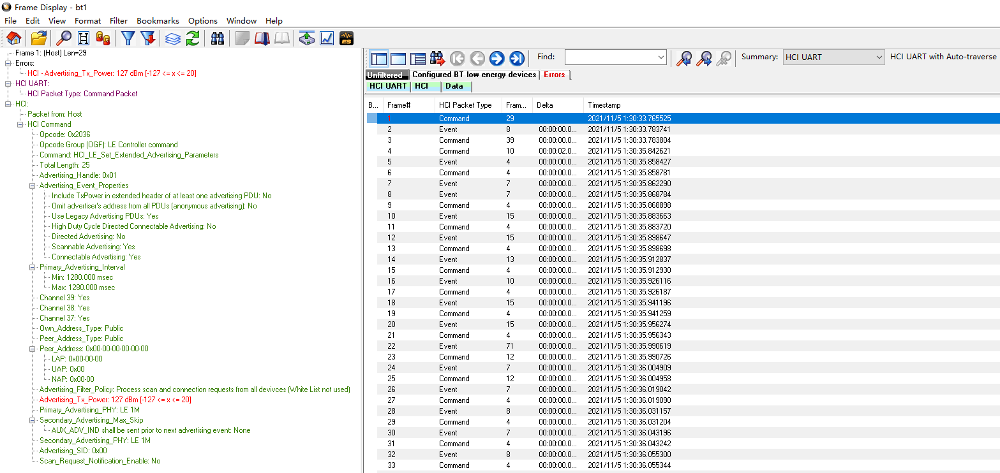 Frame Display - bt1
File Edit View Format Filter Bookmarks Options Window Help
Frame 1: (Host) Len=29
Errors:
HCI - Advertising_Tx_Power: 127 dBm [-127 <= x <= 20]
HCI UART:
HCI Packet Type: Command Packet
HCI:
Packet from: Host
HCI Command
Opcode: 0x2036
Opcode Group (OGF): LE Controller command
Command: HCI_LE_Set_Extended_Advertising_Parameters
Total Length: 25
Advertising_Handle: 0x01
Advertising_Event_Properties
Include TxPower in extended header of at least one advertising PDU: No
Omit advertiser's address from all PDUs (anonymous advertising): No
Use Legacy Advertising PDUs: Yes
High Duty Cycle Directed Connectable Advertising: No
Directed Advertising: No
Scannable Advertising: Yes
Connectable Advertising: Yes
Primary_Advertising_Interval
Min: 1280.000 msec
Max: 1280.000 msec
Channel 39: Yes
Channel 38: Yes
Channel 37: Yes
Own_Address_Type: Public
Peer_Address_Type: Public
Peer_Address: 0x00-00-00-00-00-00
LAP: 0x00-00-00
UAP: 0x00
NAP: 0x00-00
Advertising_Filter_Policy: Process scan and connection requests from all devivces (White List not used)
Advertising_Tx_Power: 127 dBm [-127 <= x <= 20]
Primary_Advertising_PHY: LE 1M
Secondary_Advertising_Max_Skip
AUX_ADV_IND shall be sent prior to next advertising event: None
Secondary_Advertising_PHY: LE 1M
Advertising_SID: 0x00
Scan_Request_Notification_Enable: No
Find: Summary: HCI UART HCI UART with Auto-traverse
Unfiltered Configured BT low energy devices Errors
HCI UART HCI Data
B... Frame# HCI Packet Type Fram... Delta Timestamp
1 Command 29 2021/11/5 1:30:33.765525
2 Event 8 00:00:00.0... 2021/11/5 1:30:33.783741
3 Command 39 00:00:00.0... 2021/11/5 1:30:33.783804
4 Command 10 00:00:02.0... 2021/11/5 1:30:35.842621
5 Event 4 00:00:00.0... 2021/11/5 1:30:35.858427
6 Command 4 00:00:00.0... 2021/11/5 1:30:35.858781
7 Event 7 00:00:00.0... 2021/11/5 1:30:35.862290
8 Event 7 00:00:00.0... 2021/11/5 1:30:35.868784
9 Command 4 00:00:00.0... 2021/11/5 1:30:35.868898
10 Event 15 00:00:00.0... 2021/11/5 1:30:35.883663
11 Command 4 00:00:00.0... 2021/11/5 1:30:35.883720
12 Event 15 00:00:00.0... 2021/11/5 1:30:35.898647
13 Command 4 00:00:00.0... 2021/11/5 1:30:35.898698
14 Event 13 00:00:00.0... 2021/11/5 1:30:35.912837
15 Command 4 00:00:00.0... 2021/11/5 1:30:35.912930
16 Event 10 00:00:00.0... 2021/11/5 1:30:35.926116
17 Command 4 00:00:00.0... 2021/11/5 1:30:35.926187
18 Event 15 00:00:00.0... 2021/11/5 1:30:35.941196
19 Command 4 00:00:00.0... 2021/11/5 1:30:35.941259
20 Event 15 00:00:00.0... 2021/11/5 1:30:35.956274
21 Command 4 00:00:00.0... 2021/11/5 1:30:35.956343
22 Event 71 00:00:00.0... 2021/11/5 1:30:35.990619
23 Command 12 00:00:00.0... 2021/11/5 1:30:35.990726
24 Event 7 00:00:00.0... 2021/11/5 1:30:36.004909
25 Command 12 00:00:00.0... 2021/11/5 1:30:36.004958
26 Event 7 00:00:00.0... 2021/11/5 1:30:36.019042
27 Command 4 00:00:00.0... 2021/11/5 1:30:36.019090
28 Event 8 00:00:00.0... 2021/11/5 1:30:36.031157
29 Command 4 00:00:00.0... 2021/11/5 1:30:36.031204
30 Event 7 00:00:00.0... 2021/11/5 1:30:36.043196
31 Command 4 00:00:00.0... 2021/11/5 1:30:36.043242
32 Event 8 00:00:00.0... 2021/11/5 1:30:36.055300
33 Command 4 00:00:00.0... 2021/11/5 1:30:36.055344